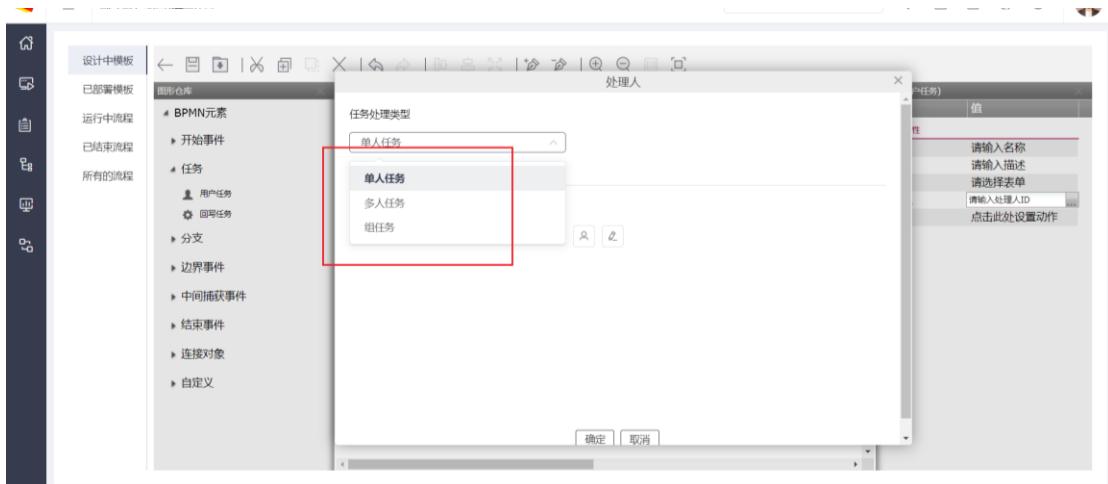 设计中模板
已部署模板
运行中流程
已结束流程
所有的流程
图形仓库
BPMN元素
开始事件
任务
用户任务
回写任务
分支
边界事件
中间捕获事件
结束事件
连接对象
自定义
处理人
任务处理类型
单人任务
单人任务
多人任务
组任务
确定
取消
户任务)
值
性
请输入名称
请输入描述
请选择表单
请输入处理人ID
...
点击此处设置动作